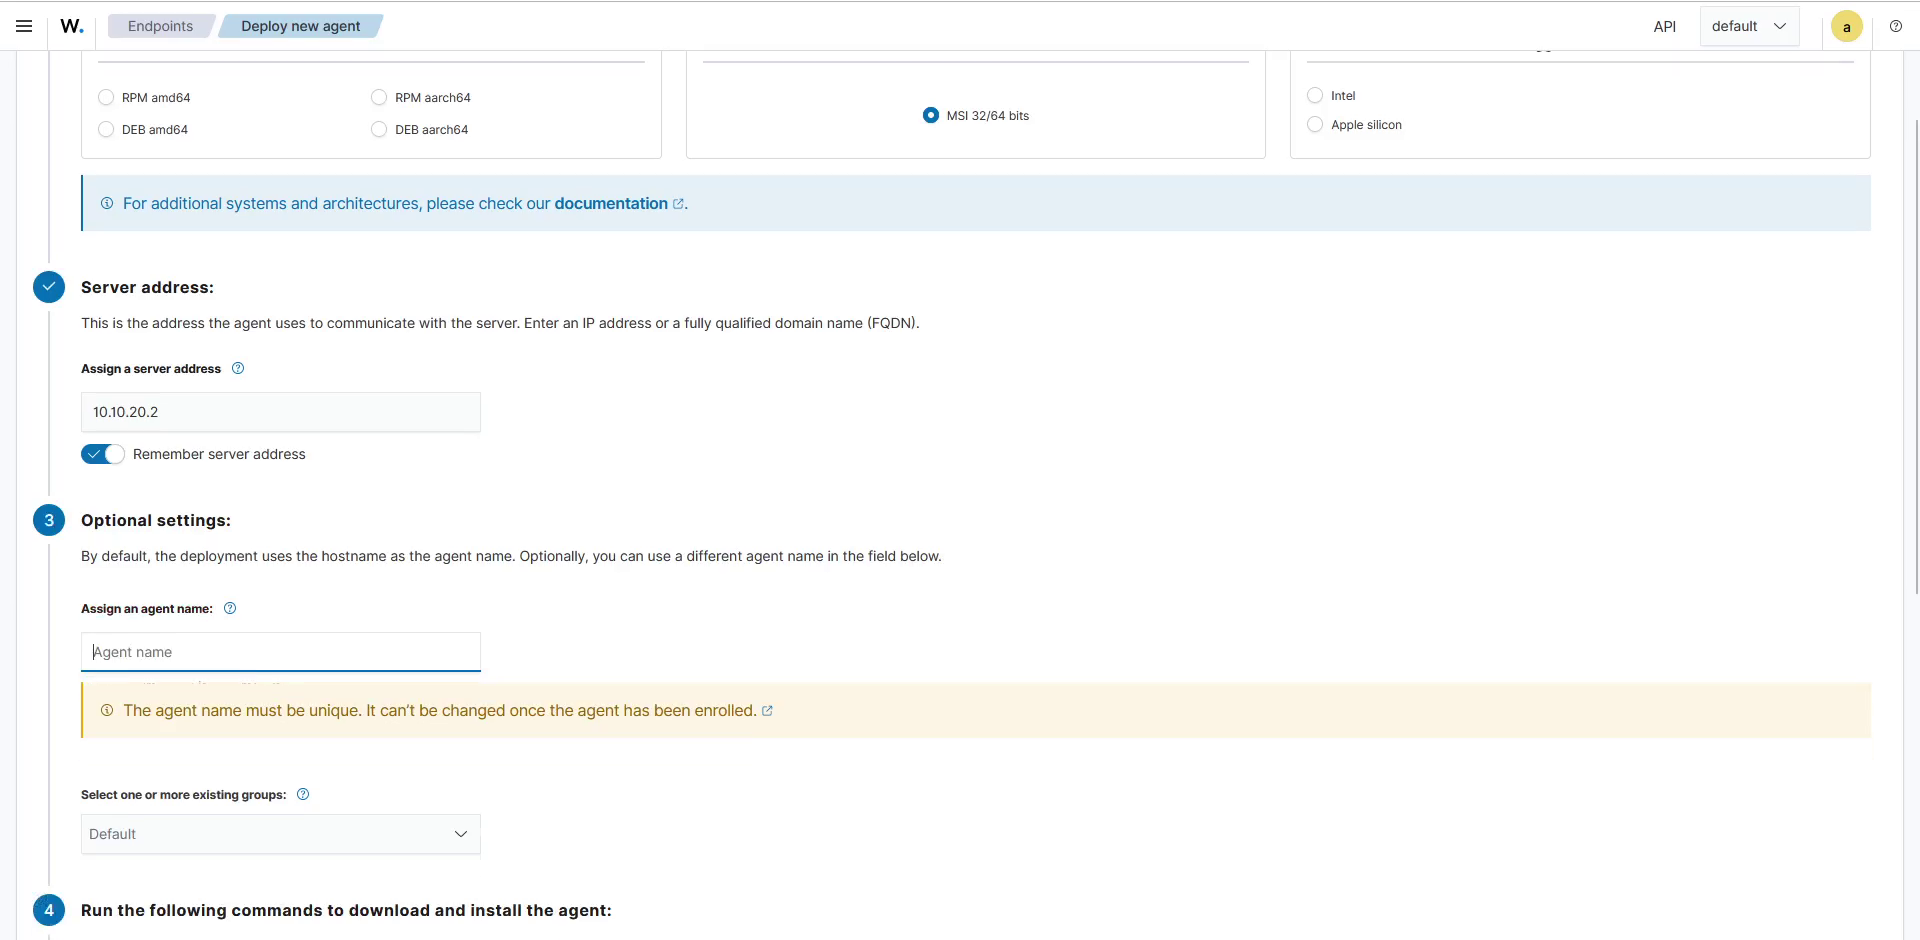 W.
Endpoints
Deploy new agent
API
default
a
RPM amd64
RPM aarch64
DEB amd64
DEB aarch64
MSI 32/64 bits
Intel
Apple silicon
For additional systems and architectures, please check our documentation.
Server address:
This is the address the agent uses to communicate with the server. Enter an IP address or a fully qualified domain name (FQDN).
Assign a server address
10.10.20.2
Remember server address
3
Optional settings:
By default, the deployment uses the hostname as the agent name. Optionally, you can use a different agent name in the field below.
Assign an agent name:
Agent name
The agent name must be unique. It can’t be changed once the agent has been enrolled.
Select one or more existing groups:
Default
4
Run the following commands to download and install the agent: